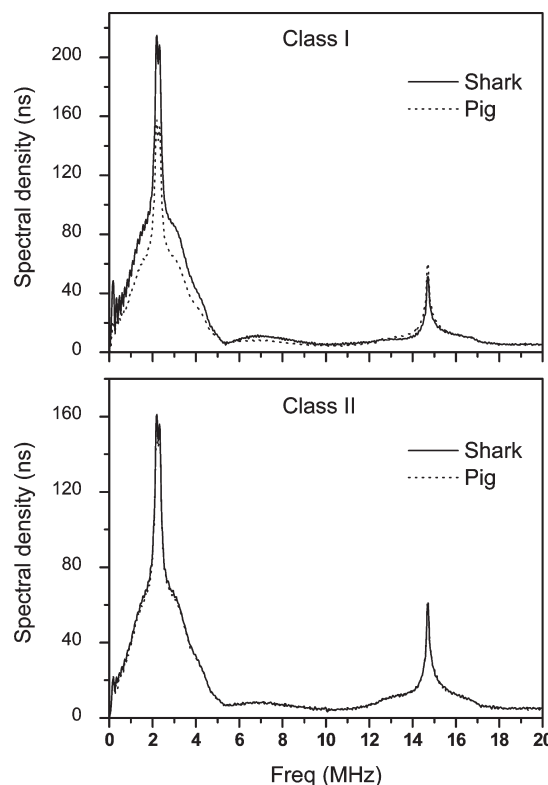 Class I
Shark
Pig
Spectral density (ns)
200
160
120
80
40
0
Class II
Shark
Pig
Spectral density (ns)
160
120
80
40
0
0 2 4 6 8 10 12 14 16 18 20
Freq (MHz)